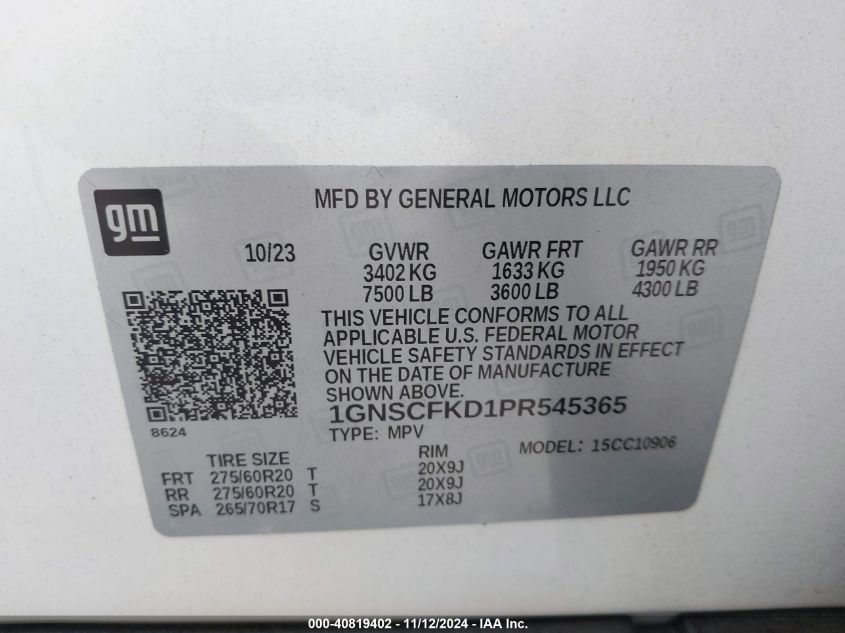 gm
MFD BY GENERAL MOTORS LLC
10/23 GVWR GAWR FRT GAWR RR
3402 KG 1633 KG 1950 KG
7500 LB 3600 LB 4300 LB
THIS VEHICLE CONFORMS TO ALL
APPLICABLE U.S. FEDERAL MOTOR
VEHICLE SAFETY STANDARDS IN EFFECT
ON THE DATE OF MANUFACTURE
SHOWN ABOVE.
1GNSCFKD1PR545365
8624 TYPE: MPV MODEL: 15CC10906
TIRE SIZE RIM
FRT 275/60R20 T 20X9J
RR 275/60R20 T 20X9J
SPA 265/70R17 S 17X8J
000-40819402 - 11/12/2024 - IAA Inc.